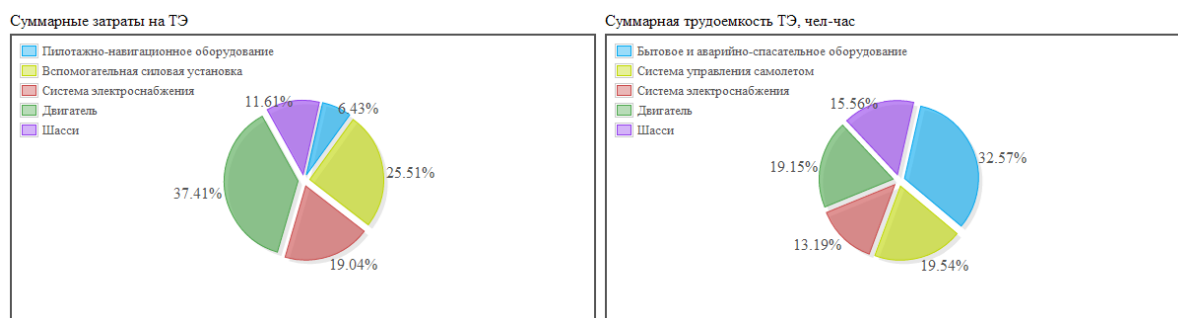 Суммарные затраты на ТЭ
Пилотажно-навигационное оборудование
Вспомогательная силовая установка
Система электроснабжения
Двигатель
Шасси
11.61%
6.43%
25.51%
37.41%
19.04%
Суммарная трудоемкость ТЭ, чел-час
Бытовое и аварийно-спасательное оборудование
Система управления самолетом
Система электроснабжения
Двигатель
Шасси
15.56%
32.57%
19.15%
13.19%
19.54%